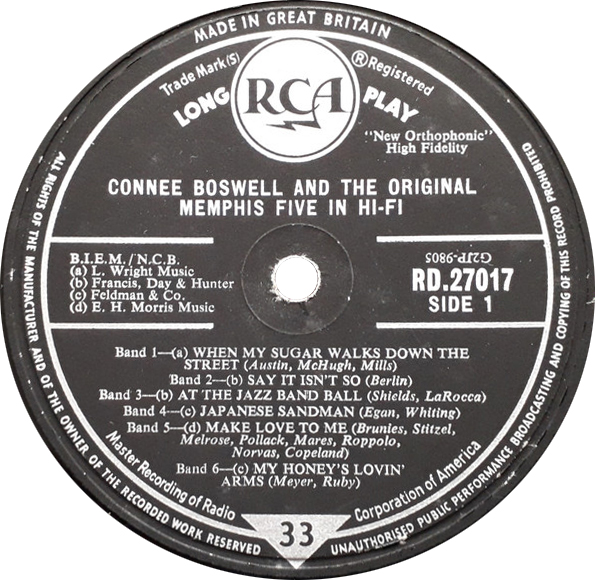 MADE IN GREAT BRITAIN
Trade Mark(S)
®Registered
LONG
RCA
PLAY
"New Orthophonic"
High Fidelity
CONNEE BOSWELL AND THE ORIGINAL
MEMPHIS FIVE IN HI-FI
B.I.E.M./N.C.B.
(a) L. Wright Music
(b) Francis, Day & Hunter
(c) Feldman & Co.
(d) E. H. Morris Music
G2JP-9805
RD.27017
SIDE 1
Band 1—(a) WHEN MY SUGAR WALKS DOWN THE
STREET (Austin, McHugh, Mills)
Band 2—(b) SAY IT ISN'T SO (Berlin)
Band 3—(b) AT THE JAZZ BAND BALL (Shields, LaRocca)
Band 4—(c) JAPANESE SANDMAN (Egan, Whiting)
Band 5—(d) MAKE LOVE TO ME (Brunies, Stitzel,
Melrose, Pollack, Mares, Roppolo,
Norvas, Copeland)
Band 6—(c) MY HONEY'S LOVIN'
ARMS (Meyer, Ruby)
Master Recording of Radio
Corporation of America
33
ALL RIGHTS OF THE MANUFACTURER AND OF THE OWNER OF THE RECORDED WORK RESERVED
UNAUTHORISED PUBLIC PERFORMANCE BROADCASTING AND COPYING OF THIS RECORD PROHIBITED